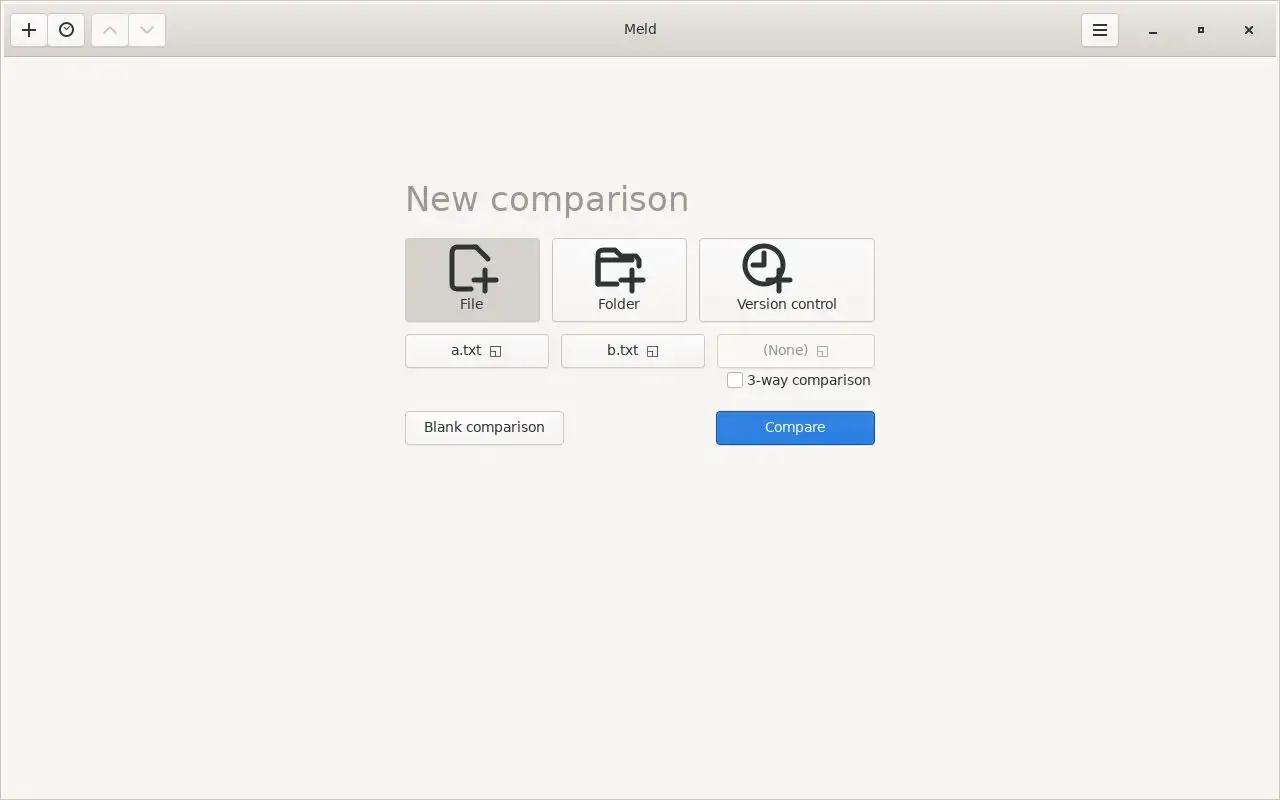 Meld
New comparison
File
Folder
Version control
a.txt
b.txt
(None)
3-way comparison
Blank comparison
Compare